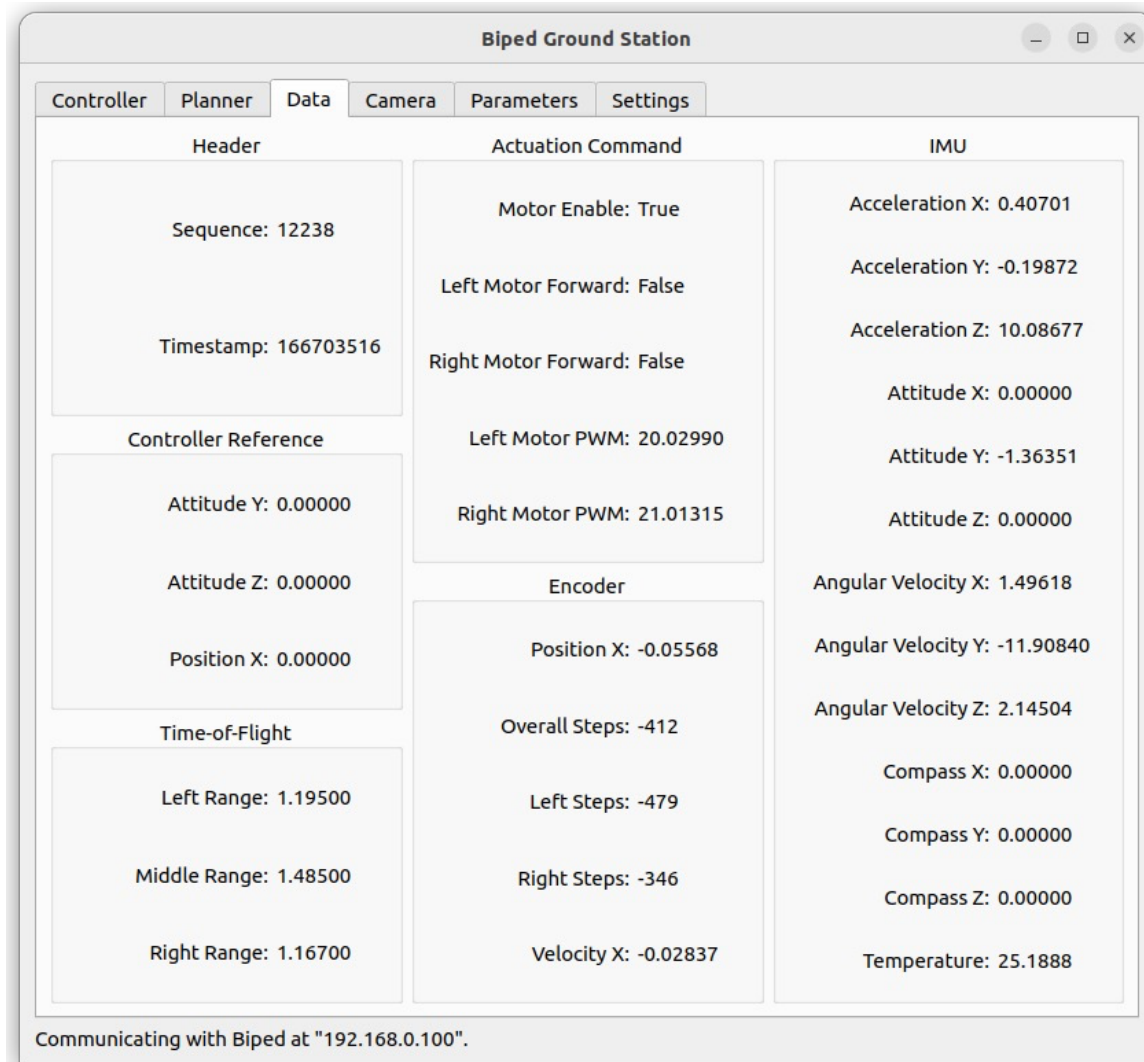 Biped Ground Station
Controller Planner Data Camera Parameters Settings
Header
Sequence: 12238
Timestamp: 166703516
Controller Reference
Attitude Y: 0.00000
Attitude Z: 0.00000
Position X: 0.00000
Time-of-Flight
Left Range: 1.19500
Middle Range: 1.48500
Right Range: 1.16700
Actuation Command
Motor Enable: True
Left Motor Forward: False
Right Motor Forward: False
Left Motor PWM: 20.02990
Right Motor PWM: 21.01315
Encoder
Position X: -0.05568
Overall Steps: -412
Left Steps: -479
Right Steps: -346
Velocity X: -0.02837
IMU
Acceleration X: 0.40701
Acceleration Y: -0.19872
Acceleration Z: 10.08677
Attitude X: 0.00000
Attitude Y: -1.36351
Attitude Z: 0.00000
Angular Velocity X: 1.49618
Angular Velocity Y: -11.90840
Angular Velocity Z: 2.14504
Compass X: 0.00000
Compass Y: 0.00000
Compass Z: 0.00000
Temperature: 25.1888
Communicating with Biped at "192.168.0.100".